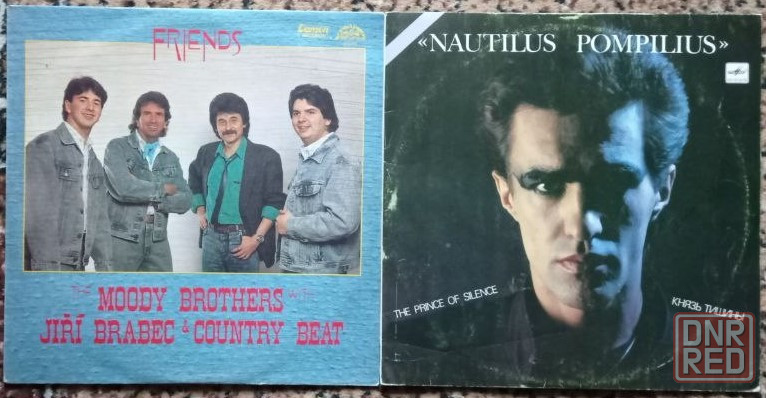 FRIENDS
THE MOODY BROTHERS WITH
JIŘÍ BRABEC & COUNTRY BEAT
«NAUTILUS POMPILIUS»
THE PRINCE OF SILENCE
КНЯЗЬ ТИШИНЫ
DNR
RED